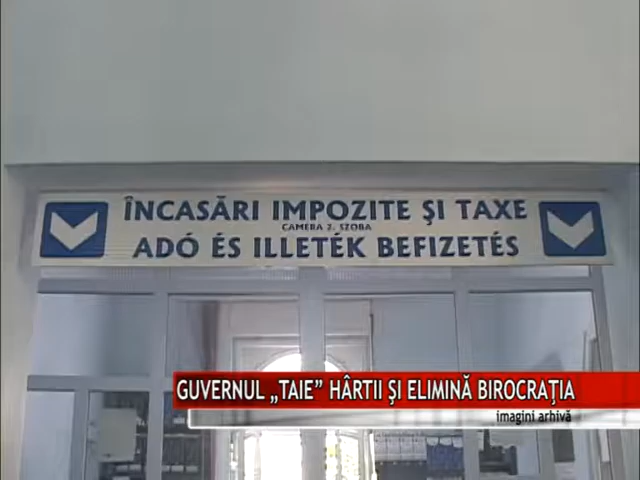 ÎNCASĂRI IMPOZITE ŞI TAXE
CAMERA 2. SZOBA
ADÓ ÉS ILLETÉK BEFIZETÉS
GUVERNUL „TAIE” HÂRTII ŞI ELIMINĂ BIROCRAŢIA
imagini arhivă